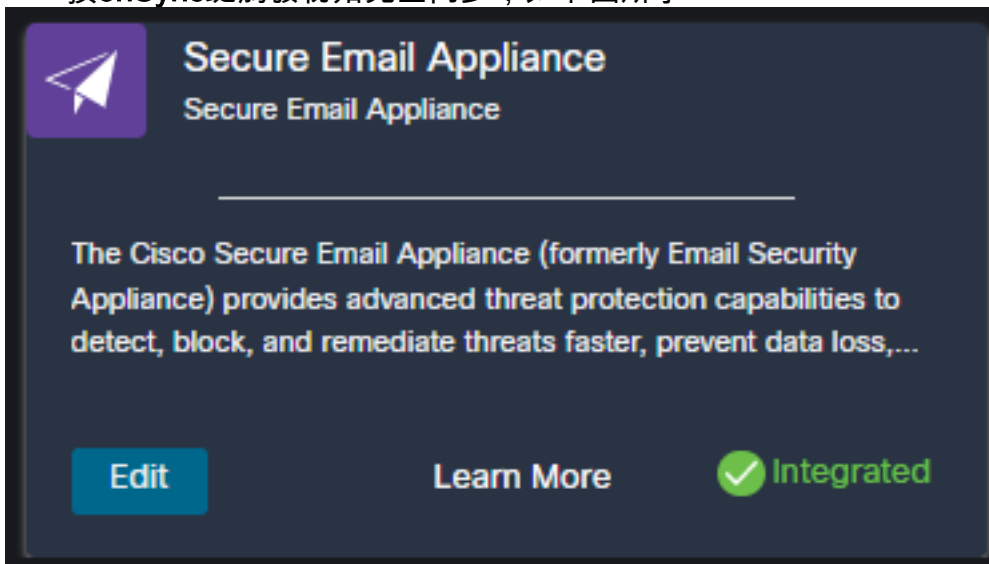 Secure Email Appliance
Secure Email Appliance
The Cisco Secure Email Appliance (formerly Email Security
Appliance) provides advanced threat protection capabilities to
detect, block, and remediate threats faster, prevent data loss,...
Edit Learn More Integrated